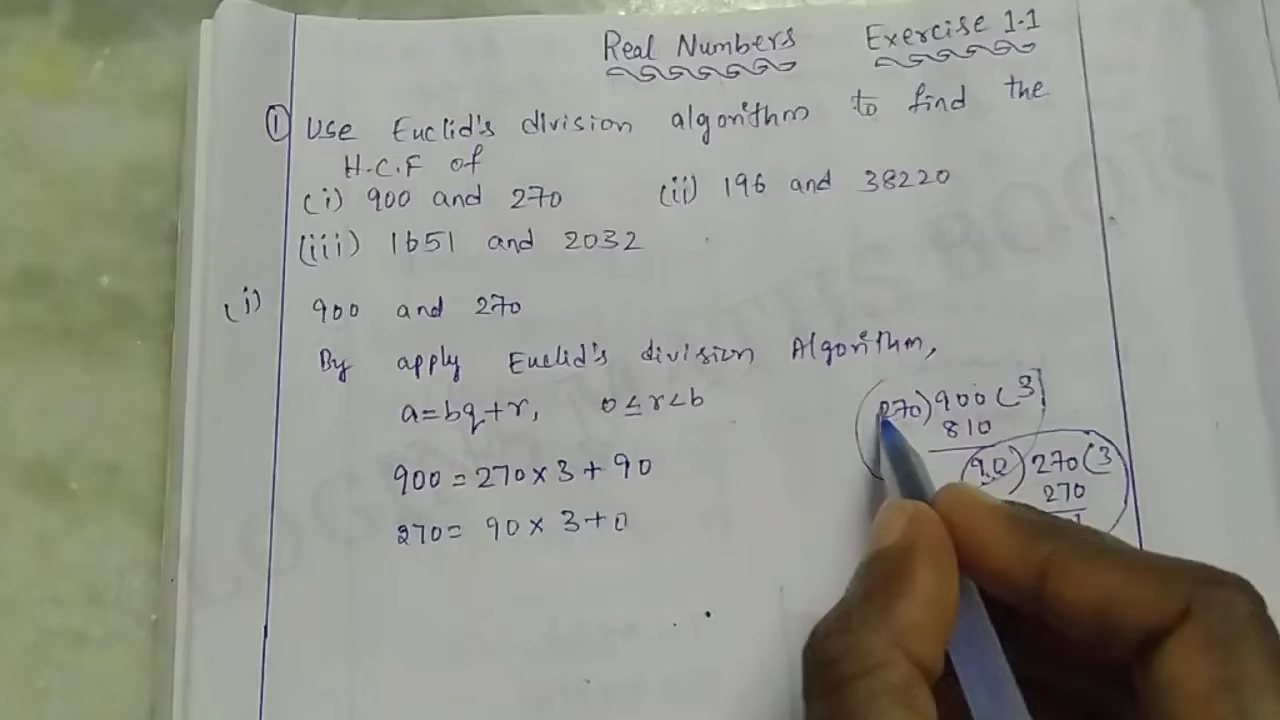 Real Numbers Exercise 1.1
① Use Euclid's division algorithm to find the
H.C.F of
(i) 900 and 270 (ii) 196 and 38220
(iii) 1651 and 2032
(i) 900 and 270
By apply Euclid's division Algorithm,
a=bq+r, 0≤r<b
270)900(3
810
900=270×3+90
90)270(3
270
270= 90×3+0